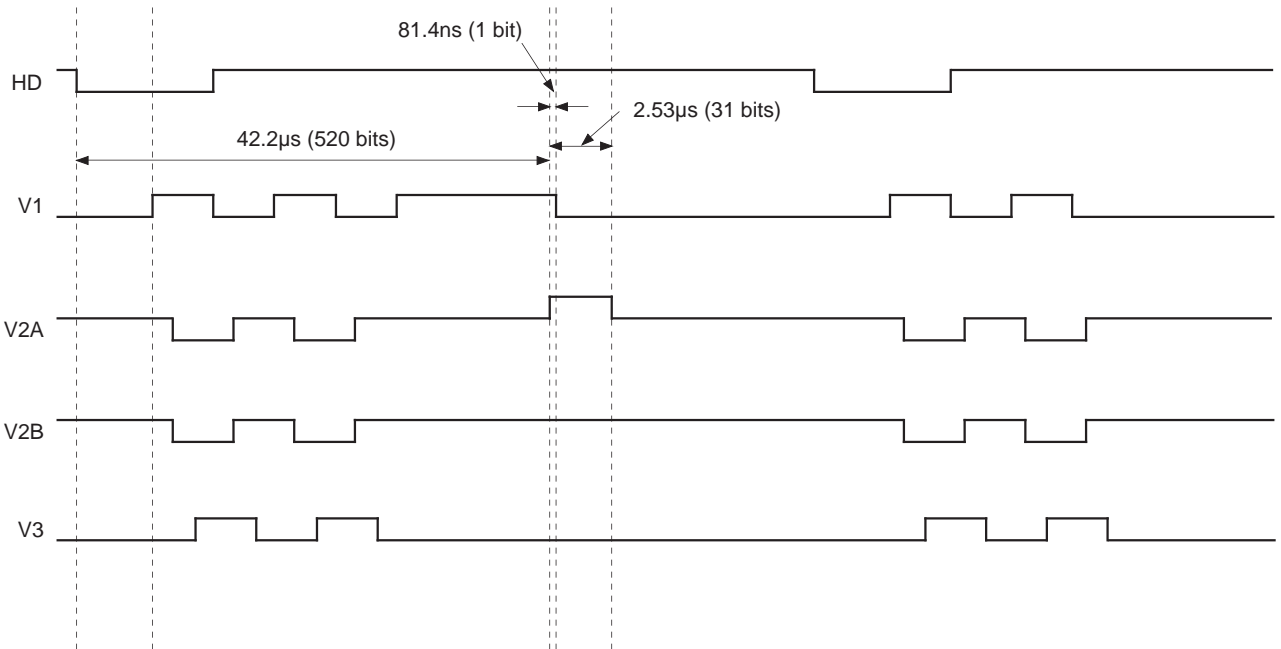 81.4ns (1 bit)
HD
2.53µs (31 bits)
42.2µs (520 bits)
V1
V2A
V2B
V3